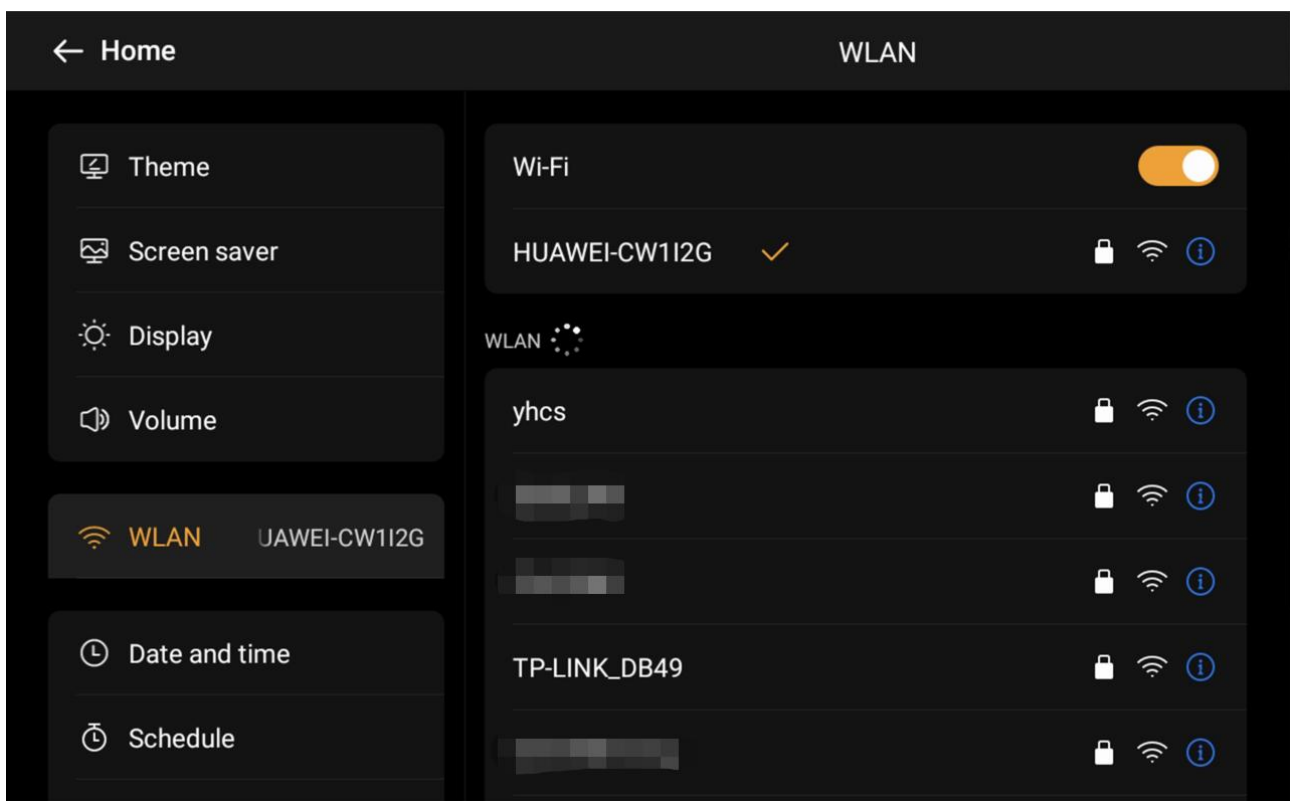 Home
WLAN
Theme
Screen saver
Display
Volume
WLAN UAWEI-CW1I2G
Date and time
Schedule
Wi-Fi
HUAWEI-CW1I2G
WLAN
yhcs
TP-LINK_DB49